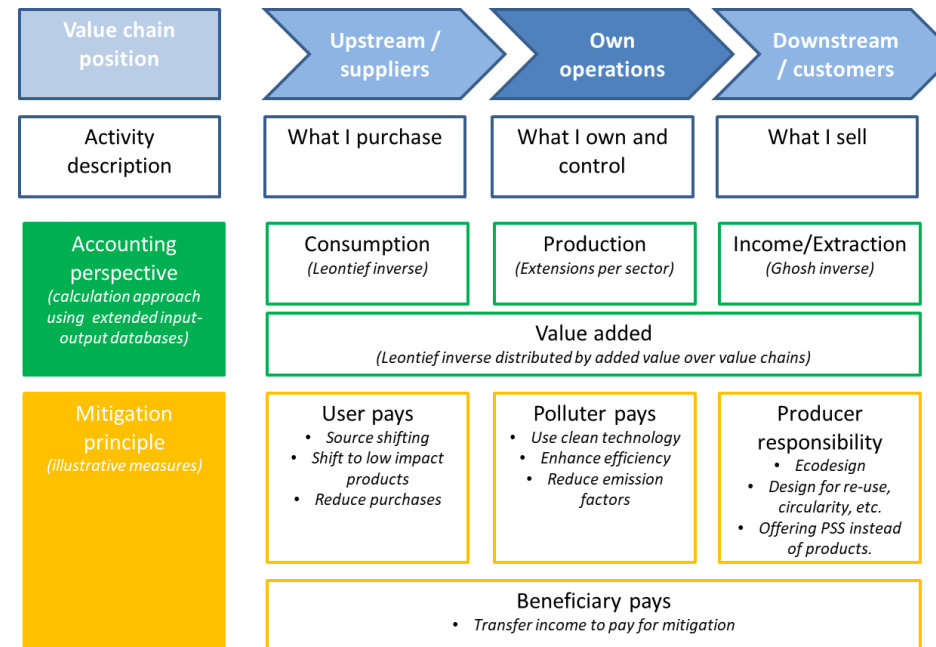 Value chain
position
Upstream /
suppliers
Own
operations
Downstream
/ customers
Activity
description
What I purchase
What I own and
control
What I sell
Accounting
perspective
(calculation approach
using extended input-
output databases)
Consumption
(Leontief inverse)
Production
(Extensions per sector)
Income/Extraction
(Ghosh inverse)
Value added
(Leontief inverse distributed by added value over value chains)
Mitigation
principle
(illustrative measures)
User pays
• Source shifting
• Shift to low impact
products
• Reduce purchases
Polluter pays
• Use clean technology
• Enhance efficiency
• Reduce emission
factors
Producer
responsibility
• Ecodesign
• Design for re-use,
circularity, etc.
• Offering PSS instead
of products.
Beneficiary pays
• Transfer income to pay for mitigation